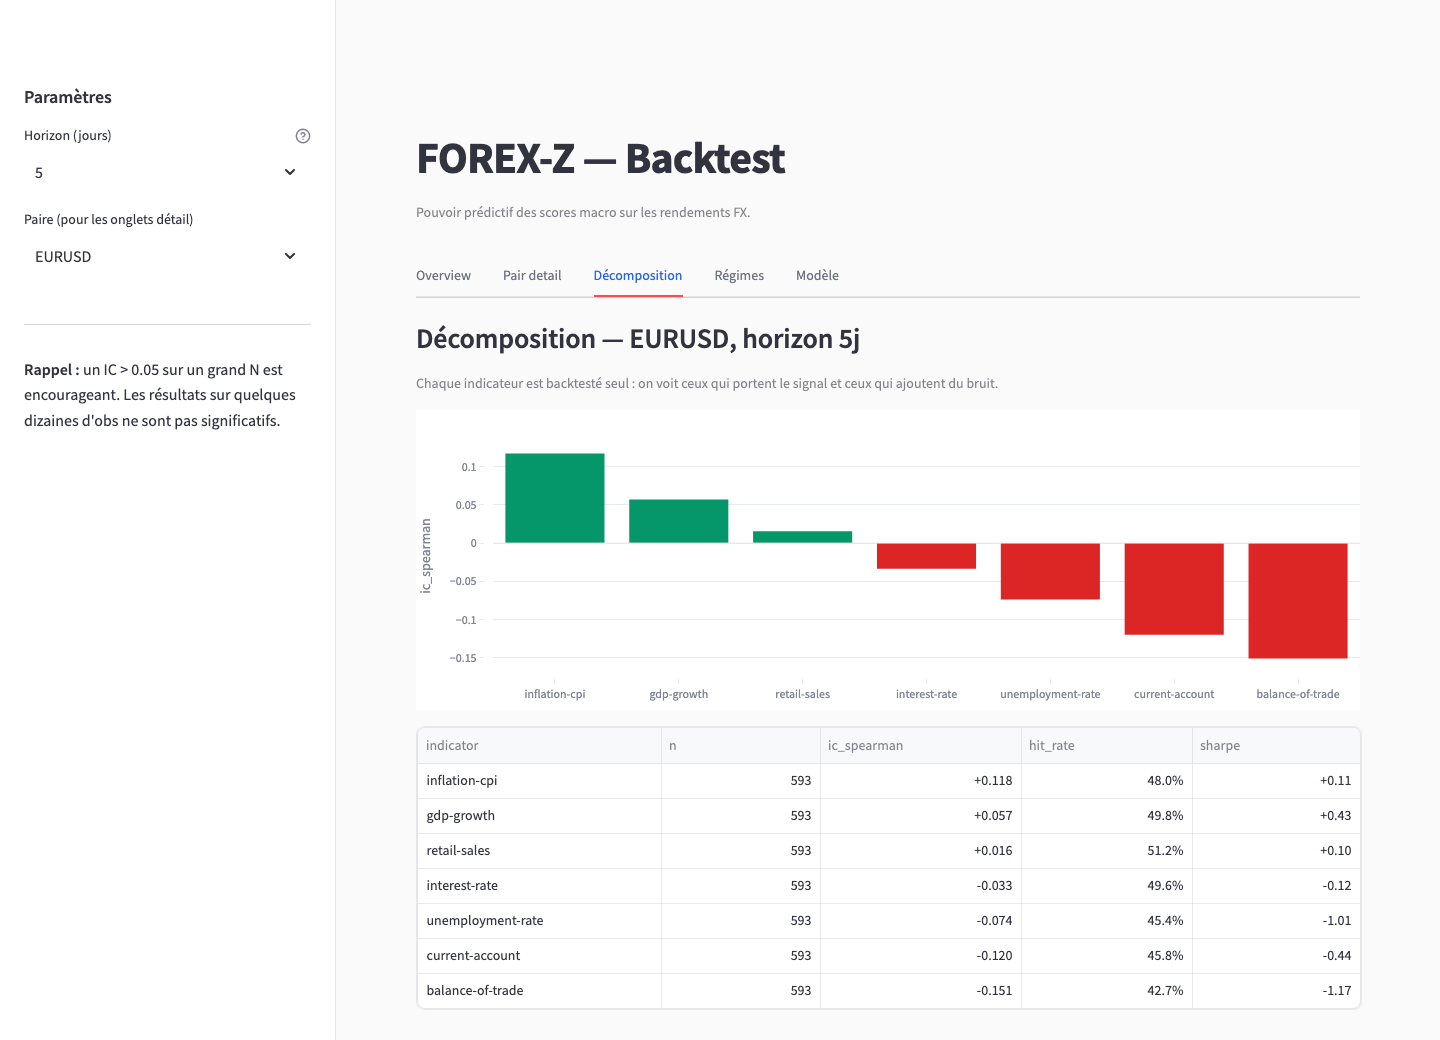 Paramètres
Horizon (jours)
5
Paire (pour les onglets détail)
EURUSD
Rappel : un IC > 0.05 sur un grand N est
encourageant. Les résultats sur quelques
dizaines d'obs ne sont pas significatifs.
FOREX-Z — Backtest
Pouvoir prédictif des scores macro sur les rendements FX.
Overview Pair detail Décomposition Régimes Modèle
Décomposition — EURUSD, horizon 5j
Chaque indicateur est backtesté seul : on voit ceux qui portent le signal et ceux qui ajoutent du bruit.
ic_spearman
0.1
0.05
0
−0.05
−0.1
−0.15
inflation-cpi gdp-growth retail-sales interest-rate unemployment-rate current-account balance-of-trade
indicator n ic_spearman hit_rate sharpe
inflation-cpi 593 +0.118 48.0% +0.11
gdp-growth 593 +0.057 49.8% +0.43
retail-sales 593 +0.016 51.2% +0.10
interest-rate 593 -0.033 49.6% -0.12
unemployment-rate 593 -0.074 45.4% -1.01
current-account 593 -0.120 45.8% -0.44
balance-of-trade 593 -0.151 42.7% -1.17